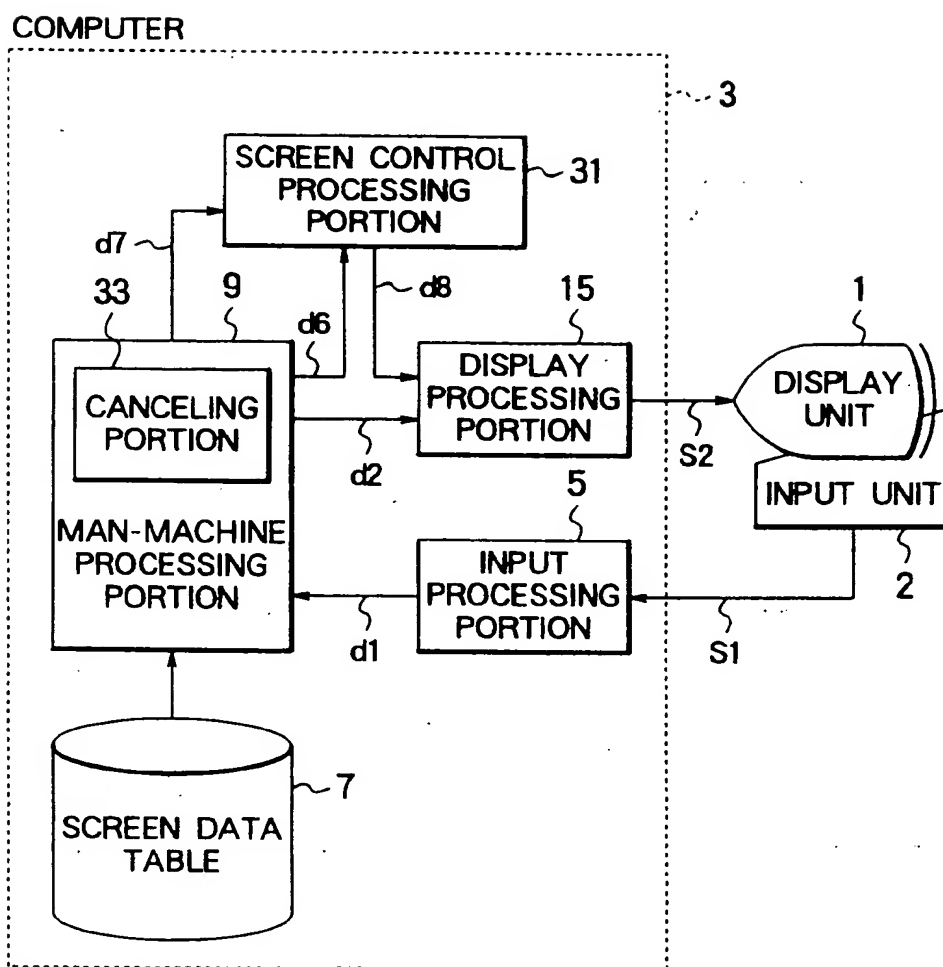 COMPUTER
3
SCREEN CONTROL
PROCESSING
PORTION
31
d7
d8
33
9
d6
15
1
CANCELING
PORTION
DISPLAY
PROCESSING
PORTION
DISPLAY
UNIT
d2
S2
5
INPUT UNIT
MAN-MACHINE
PROCESSING
PORTION
INPUT
PROCESSING
PORTION
2
d1
S1
7
SCREEN DATA
TABLE